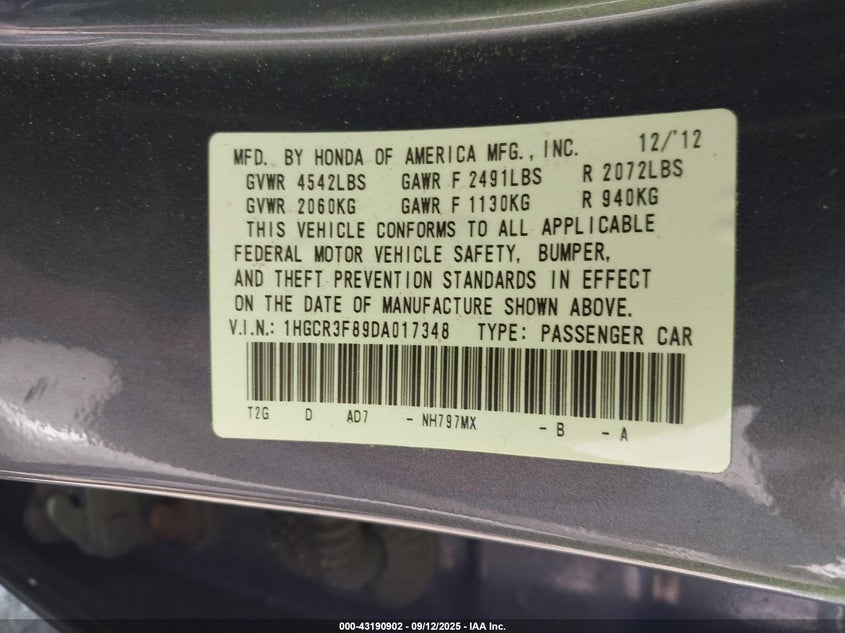 MFD. BY HONDA OF AMERICA MFG., INC. 12/'12
GVWR 4542LBS GAWR F 2491LBS R 2072LBS
GVWR 2060KG GAWR F 1130KG R 940KG
THIS VEHICLE CONFORMS TO ALL APPLICABLE
FEDERAL MOTOR VEHICLE SAFETY, BUMPER,
AND THEFT PREVENTION STANDARDS IN EFFECT
ON THE DATE OF MANUFACTURE SHOWN ABOVE.
V.I.N.: 1HGCR3F89DA017348 TYPE: PASSENGER CAR
T2G D AD7 - NH797MX - B - A
000-43190902 - 09/12/2025 - IAA Inc.